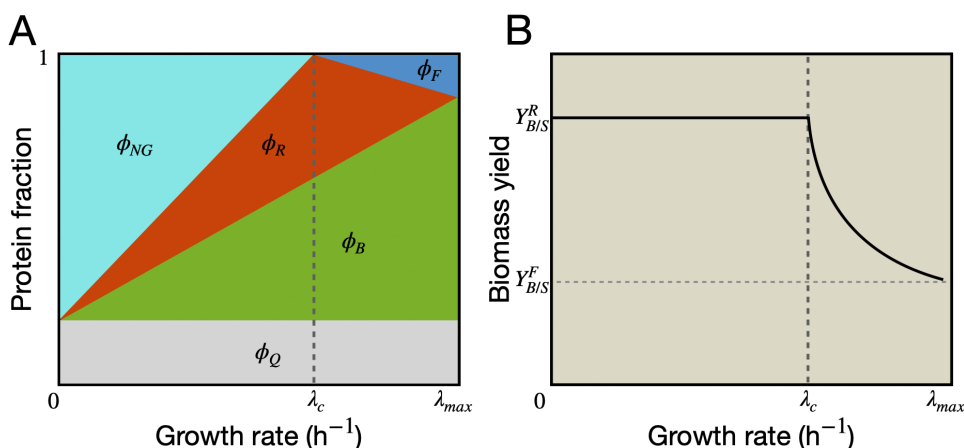 A
Protein fraction
1
ϕ_NG
ϕ_R
ϕ_F
ϕ_B
ϕ_Q
0
λ_c
λ_max
Growth rate (h⁻¹)
B
Biomass yield
Y^R_B/S
Y^F_B/S
0
λ_c
λ_max
Growth rate (h⁻¹)